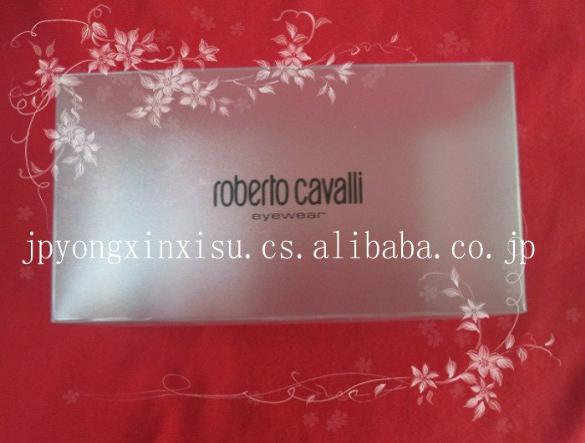 roberto cavalli
eyewear
jpyongxinxisu.cs.alibaba.co.jp